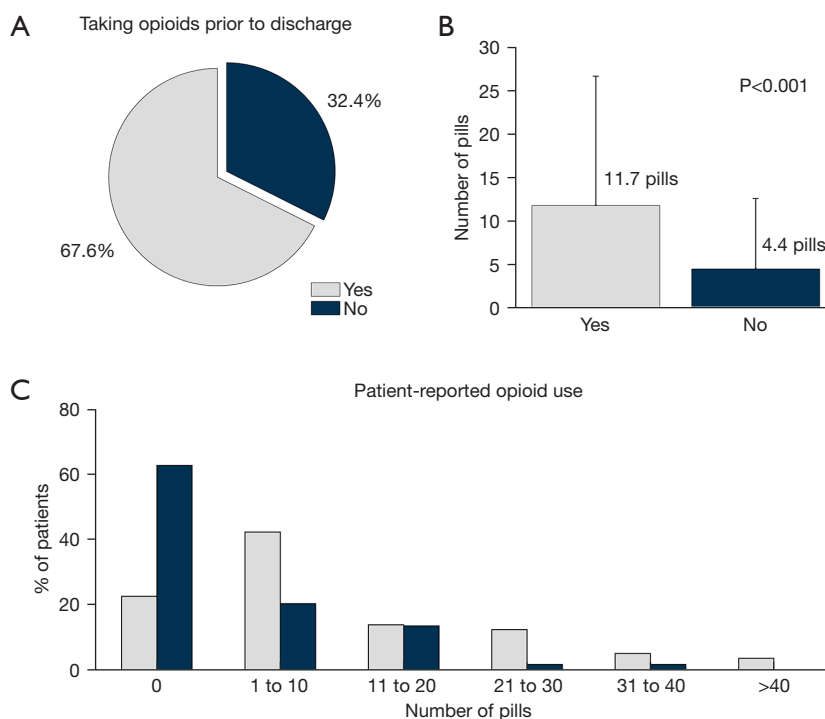 A
Taking opioids prior to discharge
32.4%
67.6%
Yes
No
B
30
25
20
15
10
5
0
Number of pills
P<0.001
11.7 pills
4.4 pills
Yes
No
C
Patient-reported opioid use
80
60
40
20
0
% of patients
0
1 to 10
11 to 20
21 to 30
31 to 40
>40
Number of pills